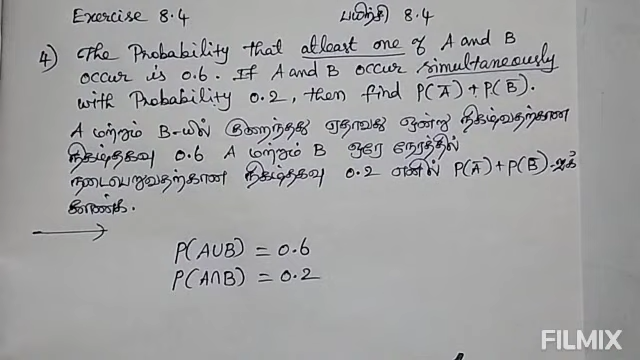 Exercise 8.4 பயிற்சி 8.4
4) The Probability that atleast one of A and B
occur is 0.6. If A and B occur simultaneously
with Probability 0.2, then find P(A̅)+P(B̅).
A மற்றும் B-யில் குறைந்தது ஏதாவது ஒன்று நிகழ்வதற்கான
நிகழ்தகவு 0.6 A மற்றும் B ஒரே நேரத்தில்
நடைபெறுவதற்கான நிகழ்தகவு 0.2 எனில் P(A̅)+P(B̅)-ஐக்
காண்க.
P(A∪B) = 0.6
P(A∩B) = 0.2
FILMIX